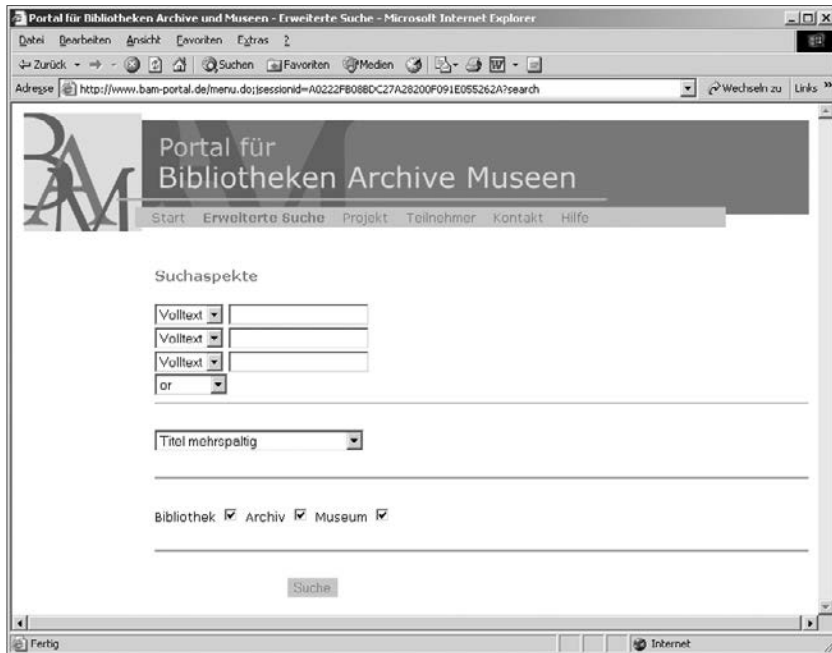 Portal für Bibliotheken Archive und Museen - Erweiterte Suche - Microsoft Internet Explorer
Datei Bearbeiten Ansicht Favoriten Extras ?
Zurück Suchen Favoriten Medien
Adresse http://www.bam-portal.de/menu.do;jsessionid=A0222FB08BDC27A28200F091E055262A?search Wechseln zu Links »
BAM
Portal für
Bibliotheken Archive Museen
Start Erweiterte Suche Projekt Teilnehmer Kontakt Hilfe
Suchaspekte
Volltext
Volltext
Volltext
or
Titel mehrspaltig
Bibliothek Archiv Museum
Suche
Fertig Internet